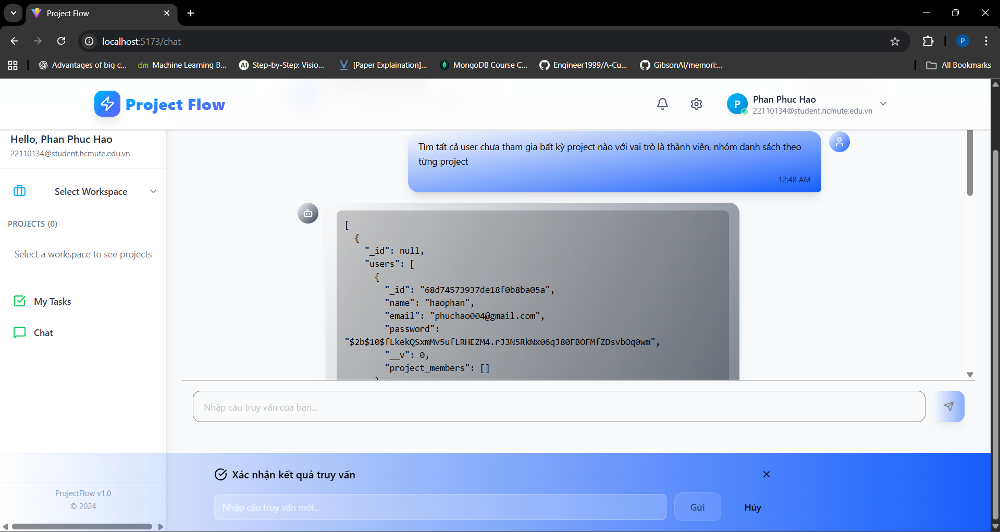 Project Flow
localhost:5173/chat
Advantages of big c...
dm Machine Learning B...
AI Step-by-Step: Visio...
[Paper Explaination]...
MongoDB Course C...
Engineer1999/A-Cu...
GibsonAI/memori:...
All Bookmarks
P
Project Flow
P
Phan Phuc Hao
22110134@student.hcmute.edu.vn
Hello, Phan Phuc Hao
22110134@student.hcmute.edu.vn
Select Workspace
PROJECTS (0)
Select a workspace to see projects
My Tasks
Chat
ProjectFlow v1.0
© 2024
Tìm tất cả user chưa tham gia bất kỳ project nào với vai trò là thành viên, nhóm danh sách theo
từng project
12:48 AM
[
{
"_id": null,
"users": [
{
"_id": "68d74573937de18f0b8ba05a",
"name": "haophan",
"email": "phuchao004@gmail.com",
"password":
"$2b$10$fLkekQSxmMv5ufLRHEZM4.rJ3N5RkNx06qJ80FBOFMfZDsvbOq0wm",
"__v": 0,
"project_members": []
Nhập câu truy vấn của bạn...
Xác nhận kết quả truy vấn
Nhập câu truy vấn mới...
Gửi
Hủy